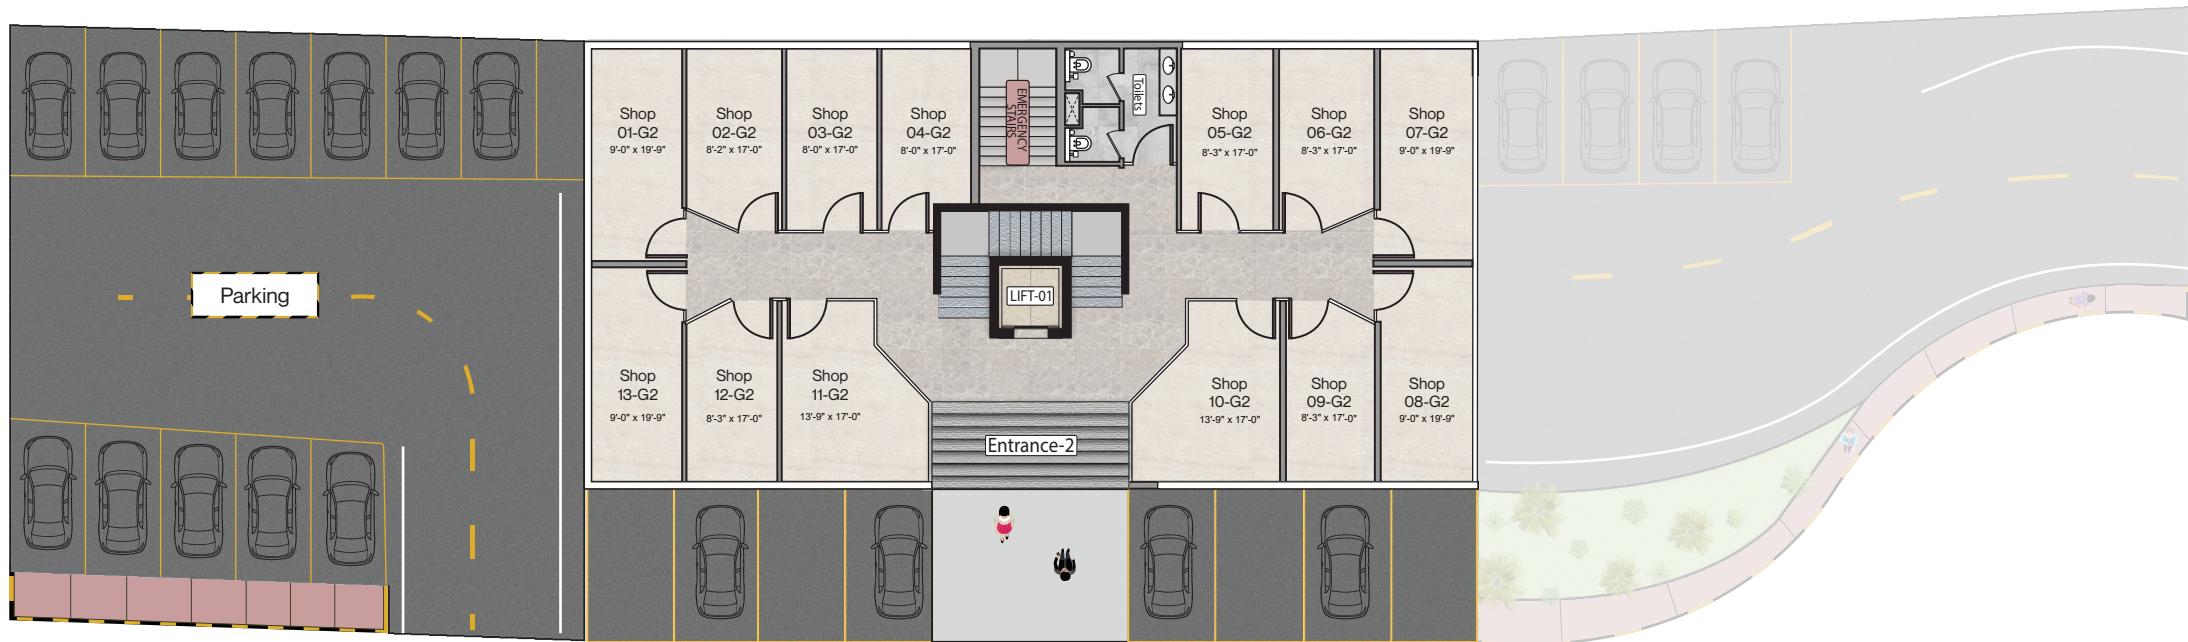 Shop
01-G2
9'-0" x 19'-9"
Shop
02-G2
8'-2" x 17'-0"
Shop
03-G2
8'-0" x 17'-0"
Shop
04-G2
8'-0" x 17'-0"
EMERGENCY
STAIRS
Toilets
Shop
05-G2
8'-3" x 17'-0"
Shop
06-G2
8'-3" x 17'-0"
Shop
07-G2
9'-0" x 19'-9"
Parking
LIFT-01
Shop
13-G2
9'-0" x 19'-9"
Shop
12-G2
8'-3" x 17'-0"
Shop
11-G2
13'-9" x 17'-0"
Shop
10-G2
13'-9" x 17'-0"
Shop
09-G2
8'-3" x 17'-0"
Shop
08-G2
9'-0" x 19'-9"
Entrance-2